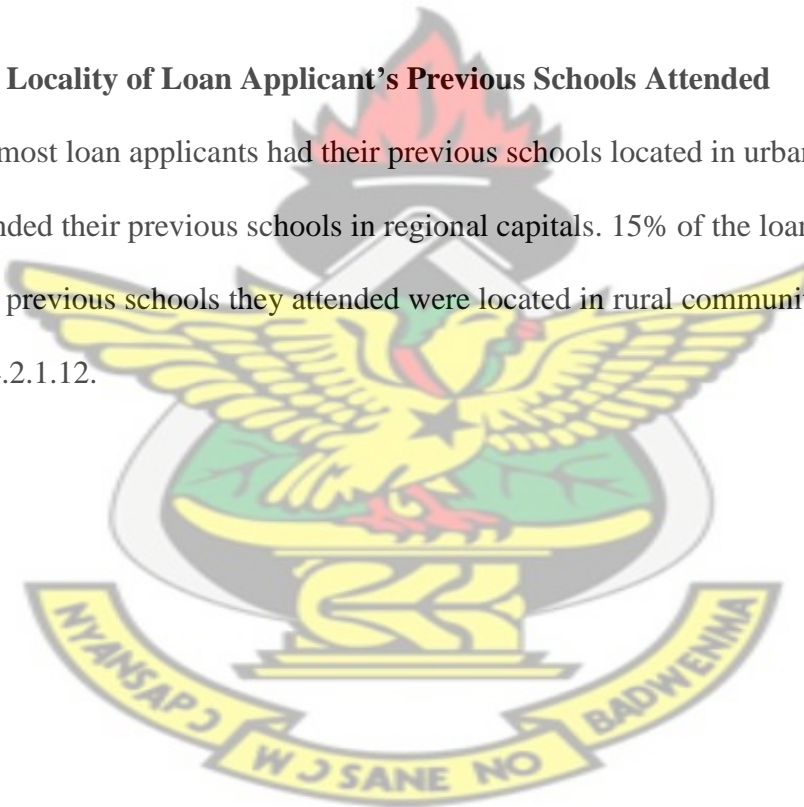 Locality of Loan Applicant's Previous Schools Attended
most loan applicants had their previous schools located in urban
nded their previous schools in regional capitals. 15% of the loan
previous schools they attended were located in rural communit
.2.1.12.
NYANSAPƆ
WƆSANE NO
BADWENMA